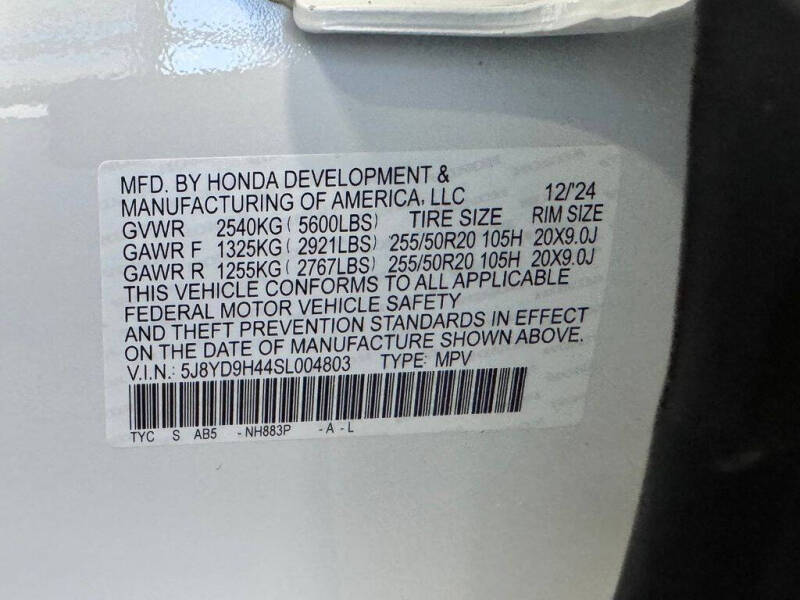 MFD. BY HONDA DEVELOPMENT &
MANUFACTURING OF AMERICA, LLC 12/'24
GVWR 2540KG ( 5600LBS) TIRE SIZE RIM SIZE
GAWR F 1325KG ( 2921LBS) 255/50R20 105H 20X9.0J
GAWR R 1255KG ( 2767LBS) 255/50R20 105H 20X9.0J
THIS VEHICLE CONFORMS TO ALL APPLICABLE
FEDERAL MOTOR VEHICLE SAFETY
AND THEFT PREVENTION STANDARDS IN EFFECT
ON THE DATE OF MANUFACTURE SHOWN ABOVE.
V.I.N.: 5J8YD9H44SL004803 TYPE: MPV
TYC S AB5 - NH883P - A - L